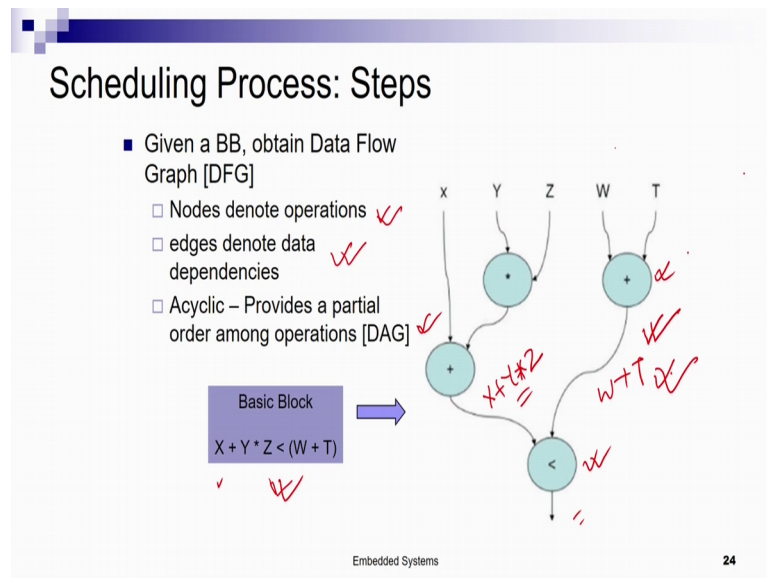 Scheduling Process: Steps
Given a BB, obtain Data Flow
Graph [DFG]
Nodes denote operations
edges denote data
dependencies
Acyclic – Provides a partial
order among operations [DAG]
Basic Block
X + Y * Z < (W + T)
X Y Z W T
*
+
+
<
X+Y*Z
W+T
Embedded Systems
24